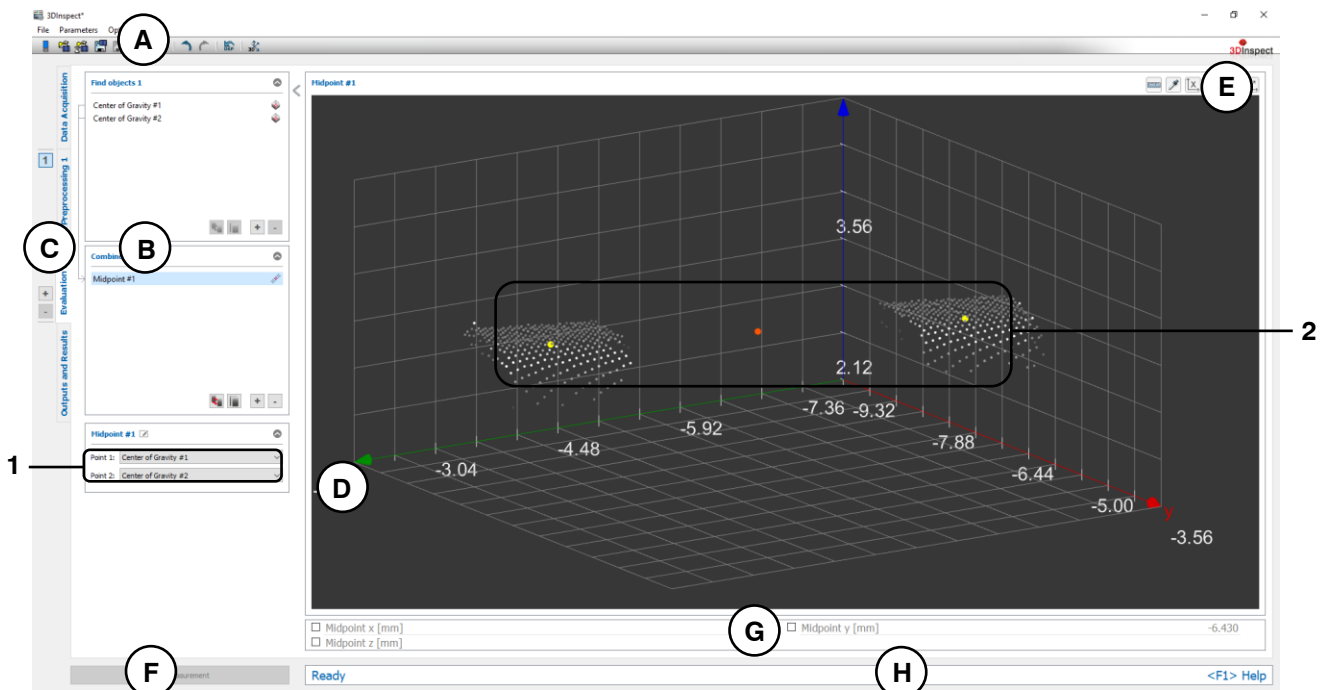 3DInspect*
File Parameters
A
3DInspect
Data Acquisition
Preprocessing 1
Evaluation
Outputs and Results
1
C
+
-
Find objects 1
Center of Gravity #1
Center of Gravity #2
+ -
B
Midpoint #1
+ -
Midpoint #1
1
Point 1: Center of Gravity #1
Point 2: Center of Gravity #2
Midpoint #1
E
3.56
2.12
2
-7.36 -9.32
-5.92
-7.88
-4.48
-3.04
-6.44
-5.00
y
-3.56
D
Midpoint x [mm]
G
Midpoint y [mm] -6.430
Midpoint z [mm]
F
Ready
H
<F1> Help